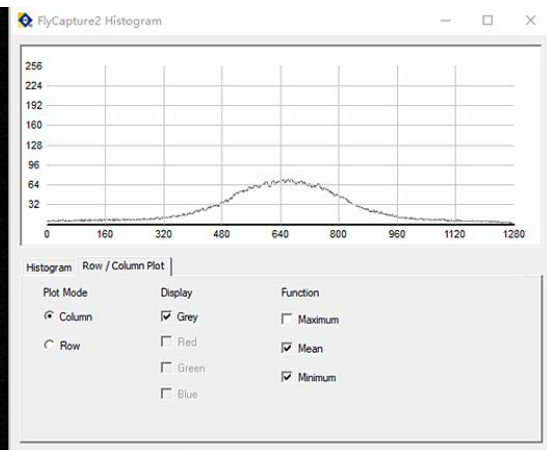 FlyCapture2 Histogram
256
224
192
160
128
96
64
32
0 160 320 480 640 800 960 1120 1280
Histogram Row / Column Plot
Plot Mode Display Function
Column Grey Maximum
Row Red Mean
Green Minimum
Blue